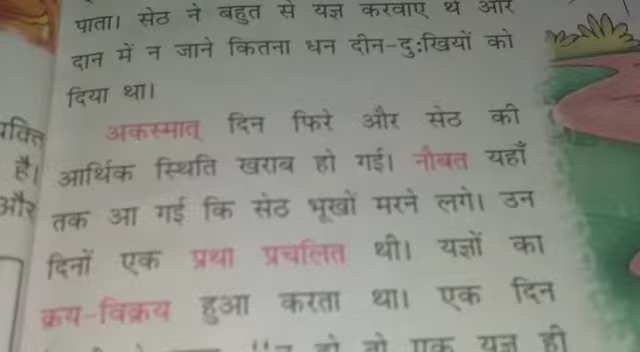 पाता। सेठ ने बहुत से यज्ञ करवाए थे और
दान में न जाने कितना धन दीन-दुःखियों को
दिया था।
अकस्मात् दिन फिरे और सेठ की
आर्थिक स्थिति खराब हो गई। नौबत यहाँ
तक आ गई कि सेठ भूखों मरने लगे। उन
दिनों एक प्रथा प्रचलित थी। यज्ञों का
क्रय-विक्रय हुआ करता था। एक दिन
है।
और